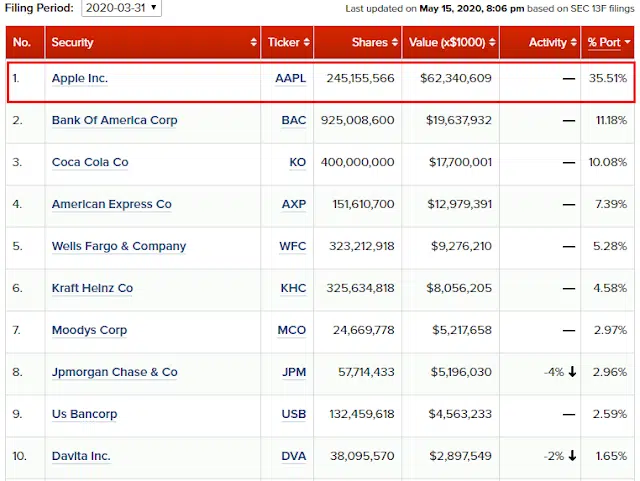 Filing Period: 2020-03-31 Last updated on May 15, 2020, 8:06 pm based on SEC 13F filings
No. Security Ticker Shares Value (x$1000) Activity % Port
1. Apple Inc. AAPL 245,155,566 $62,340,609 — 35.51%
2. Bank Of America Corp BAC 925,008,600 $19,637,932 — 11.18%
3. Coca Cola Co KO 400,000,000 $17,700,001 — 10.08%
4. American Express Co AXP 151,610,700 $12,979,391 — 7.39%
5. Wells Fargo & Company WFC 323,212,918 $9,276,210 — 5.28%
6. Kraft Heinz Co KHC 325,634,818 $8,056,205 — 4.58%
7. Moodys Corp MCO 24,669,778 $5,217,658 — 2.97%
8. Jpmorgan Chase & Co JPM 57,714,433 $5,196,030 -4% 2.96%
9. Us Bancorp USB 132,459,618 $4,563,233 — 2.59%
10. Davita Inc. DVA 38,095,570 $2,897,549 -2% 1.65%